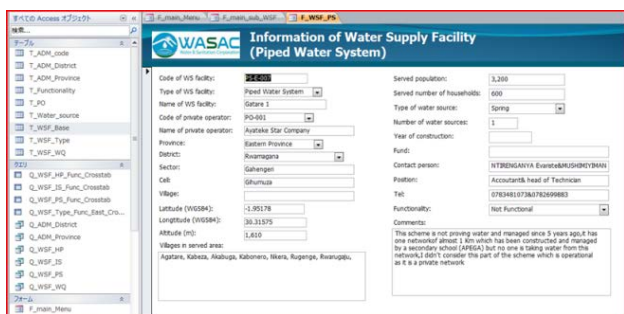 すべての Access オブジェクト
検索...
テーブル
T_ADM_code
T_ADM_District
T_ADM_Province
T_Functionality
T_PO
T_Water_source
T_WSF_Base
T_WSF_Type
T_WSF_WQ
クエリ
Q_WSF_HP_Func_Crosstab
Q_WSF_IS_Func_Crosstab
Q_WSF_PS_Func_Crosstab
Q_WSF_Type_Func_East_Cro...
Q_ADM_District
Q_ADM_Province
Q_WSF_HP
Q_WSF_IS
Q_WSF_PS
Q_WSF_WQ
フォーム
F_main_Menu
F_main_Menu F_main_sub_WSF F_WSF_PS
WASAC
Water & Sanitation Corporation
Information of Water Supply Facility
(Piped Water System)
Code of WS facility: PS-E-007
Type of WS facility: Piped Water System
Name of WS facility: Gatare 1
Code of private operator: PO-001
Name of private operator: Ayateke Star Company
Province: Eastern Province
District: Rwamagana
Sector: Gahengeri
Cell: Gihumuza
Village:
Latitude (WGS84): -1.95178
Longtitude (WGS84): 30.31575
Altitude (m): 1,610
Villages in served area:
Agatare, Kabeza, Akabuga, Kabonero, Nkera, Rugenge, Rwarugaju,
Served population: 3,200
Served number of households: 600
Type of water source: Spring
Number of water sources: 1
Year of construction:
Fund:
Contact person: NTIRENGANYA Evariste&MUSHIMIYIMAN
Position: Accoutant& head of Technician
Tel: 0783481073&0782699883
Functionality: Not Functional
Comments:
This scheme is not proving water and managed since 5 years ago,it has
one networkof almost 1 Km which has been constructed and managed
by a secondary school (APEGA) but no one is taking water from this
network,I didn't consider this part of the scheme which is operational
as it is a private network